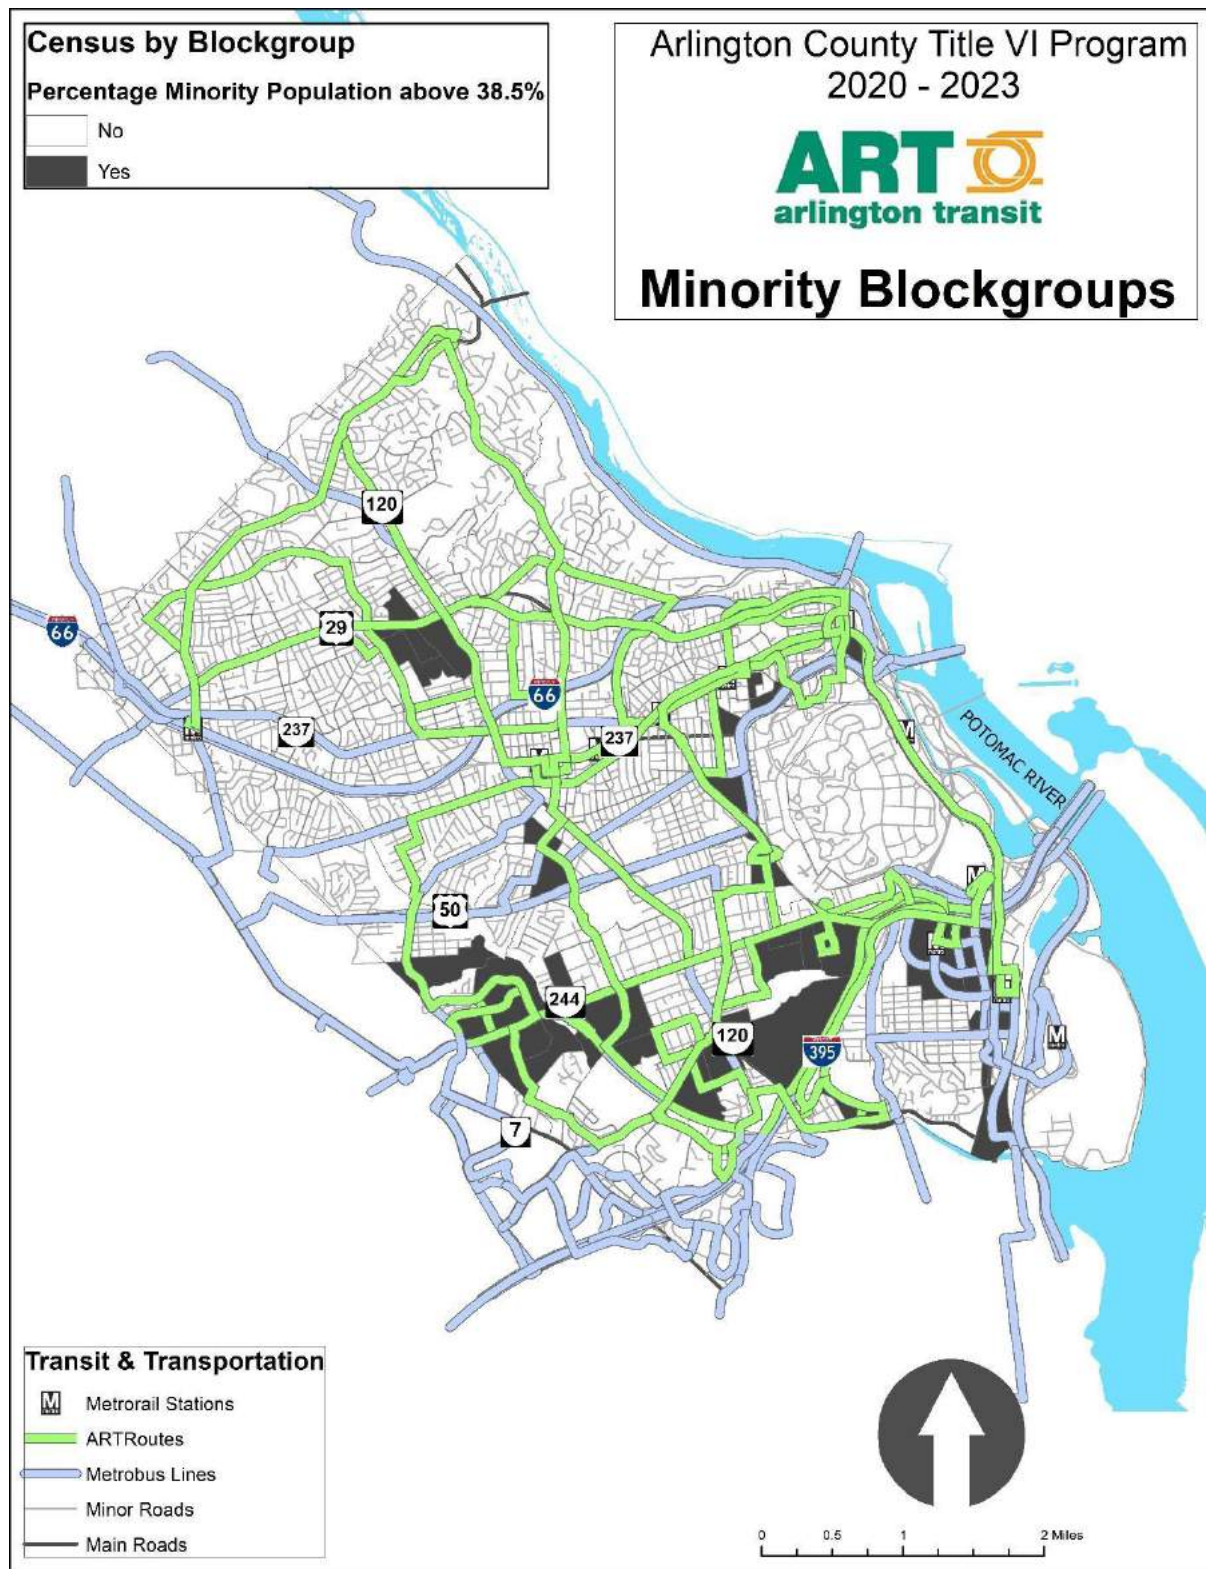 Census by Blockgroup
Percentage Minority Population above 38.5%
No
Yes
Arlington County Title VI Program
2020 - 2023
ART
arlington transit
Minority Blockgroups
120
29
66
66
237
237
POTOMAC RIVER
M
M
M
M
50
244
120
395
M
7
Transit & Transportation
M
Metrorail Stations
ARTRoutes
Metrobus Lines
Minor Roads
Main Roads
0
0.5
1
2 Miles